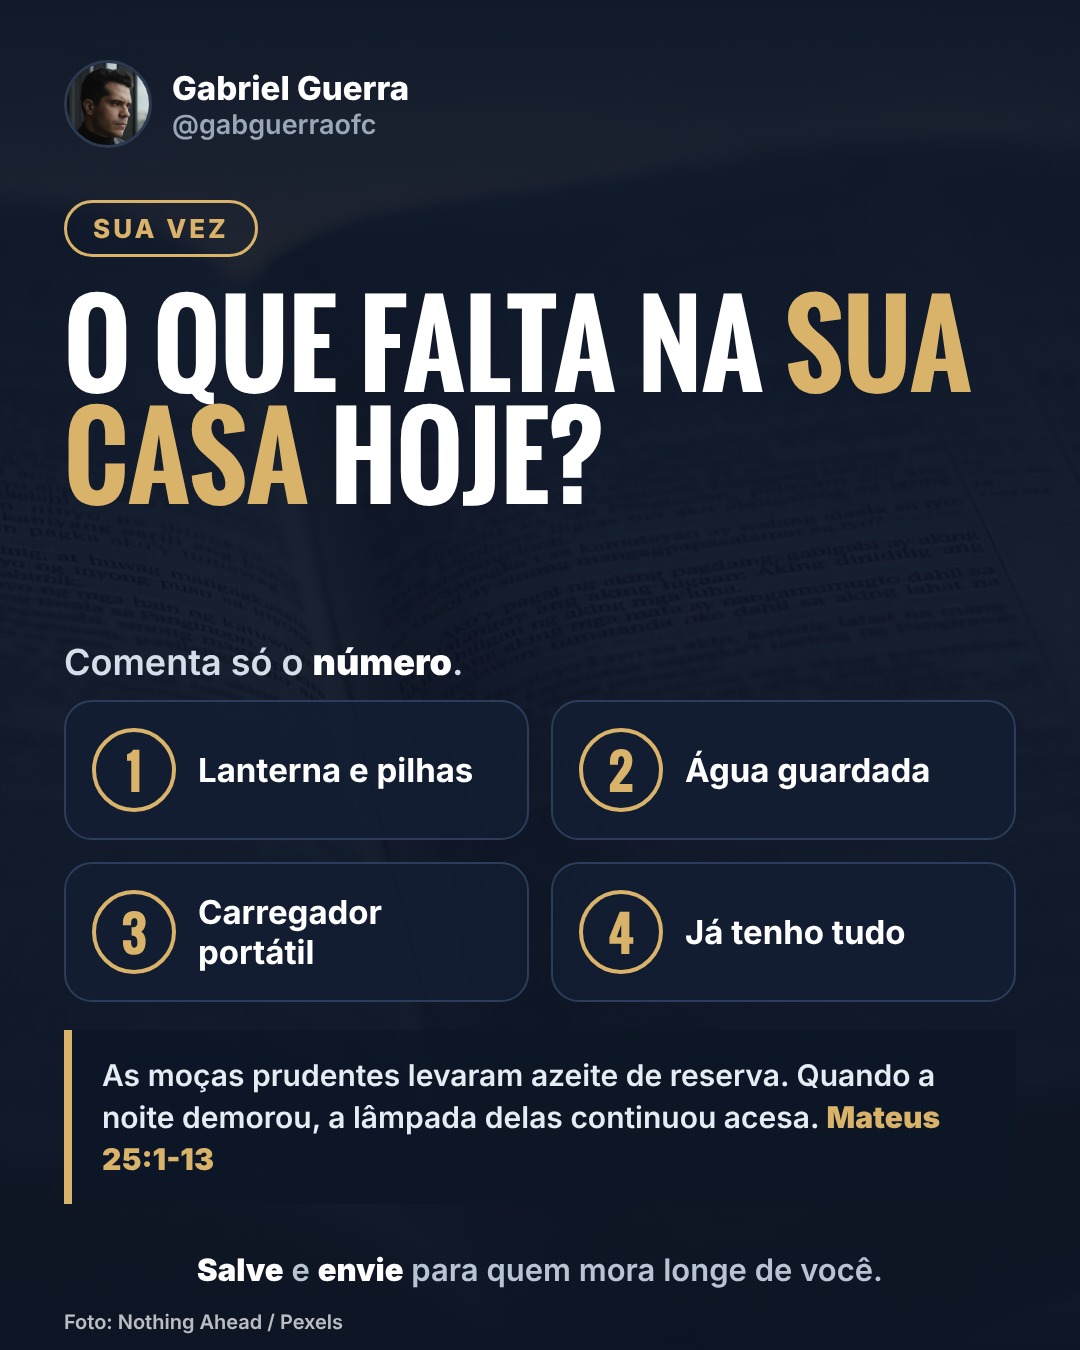 Gabriel Guerra
@gabguerraofc
SUA VEZ
O QUE FALTA NA SUA
CASA HOJE?
Comenta só o número.
1 Lanterna e pilhas
2 Água guardada
3 Carregador
portátil
4 Já tenho tudo
As moças prudentes levaram azeite de reserva. Quando a
noite demorou, a lâmpada delas continuou acesa. Mateus
25:1-13
Salve e envie para quem mora longe de você.
Foto: Nothing Ahead / Pexels